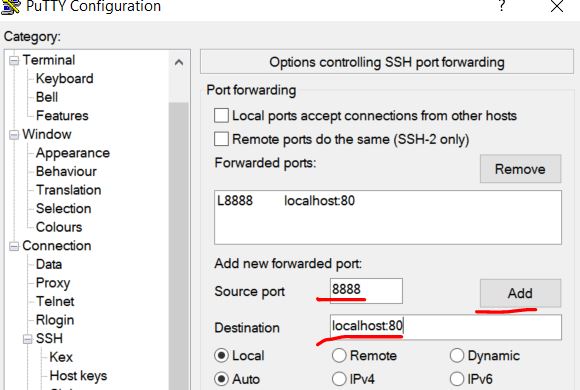 PuTTY Configuration
?
Category:
Terminal
Keyboard
Bell
Features
Window
Appearance
Behaviour
Translation
Selection
Colours
Connection
Data
Proxy
Telnet
Rlogin
SSH
Kex
Host keys
Options controlling SSH port forwarding
Port forwarding
Local ports accept connections from other hosts
Remote ports do the same (SSH-2 only)
Forwarded ports:
Remove
L8888 localhost:80
Add new forwarded port:
Source port 8888 Add
Destination localhost:80
Local Remote Dynamic
Auto IPv4 IPv6